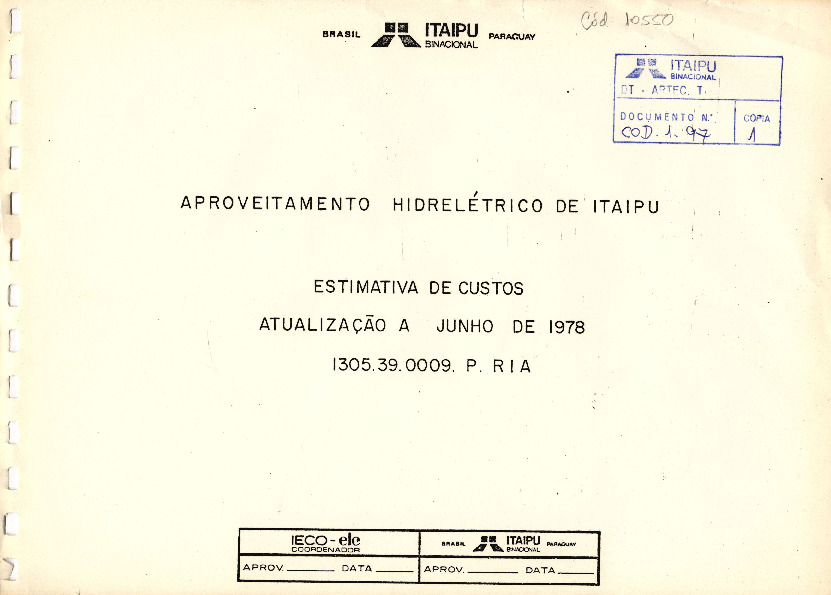 Cód 10550
BRASIL ITAIPU BINACIONAL PARAGUAY
ITAIPU
BINACIONAL
DT - ARTEC. T.
DOCUMENTO N.º COPIA
COD. 1. 97 1
APROVEITAMENTO HIDRELÉTRICO DE ITAIPU
ESTIMATIVA DE CUSTOS
ATUALIZAÇÃO A JUNHO DE 1978
1305.39.0009. P. RIA
IECO - elc
COORDENADOR
BRASIL ITAIPU BINACIONAL PARAGUAY
APROV. DATA APROV. DATA